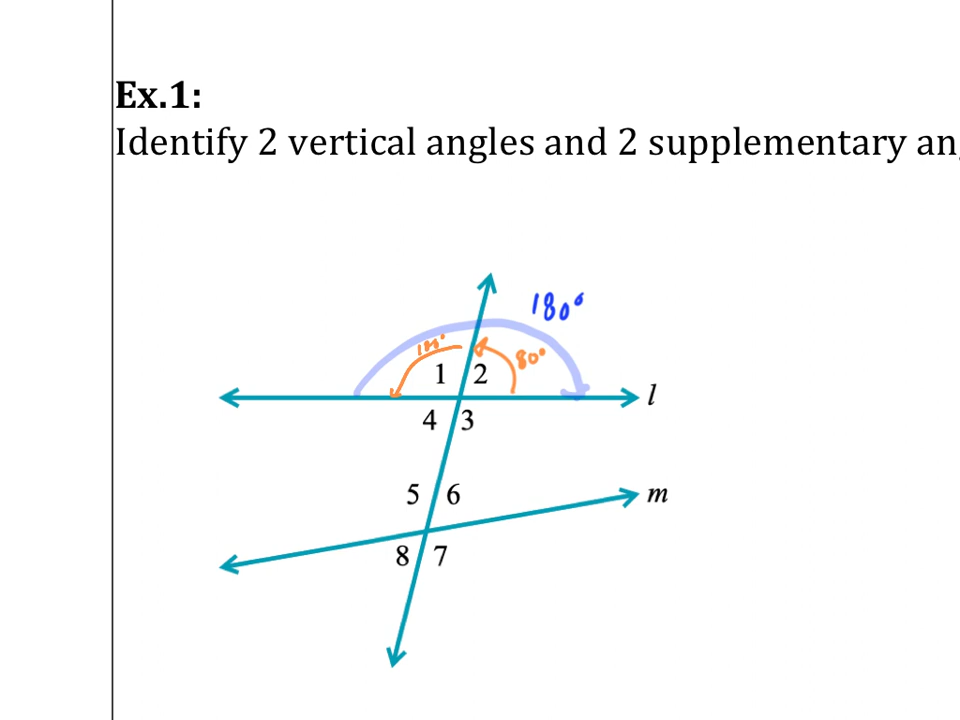 Ex.1:
Identify 2 vertical angles and 2 supplementary
180°
80°
1 2
l
4 3
5 6
m
8 7